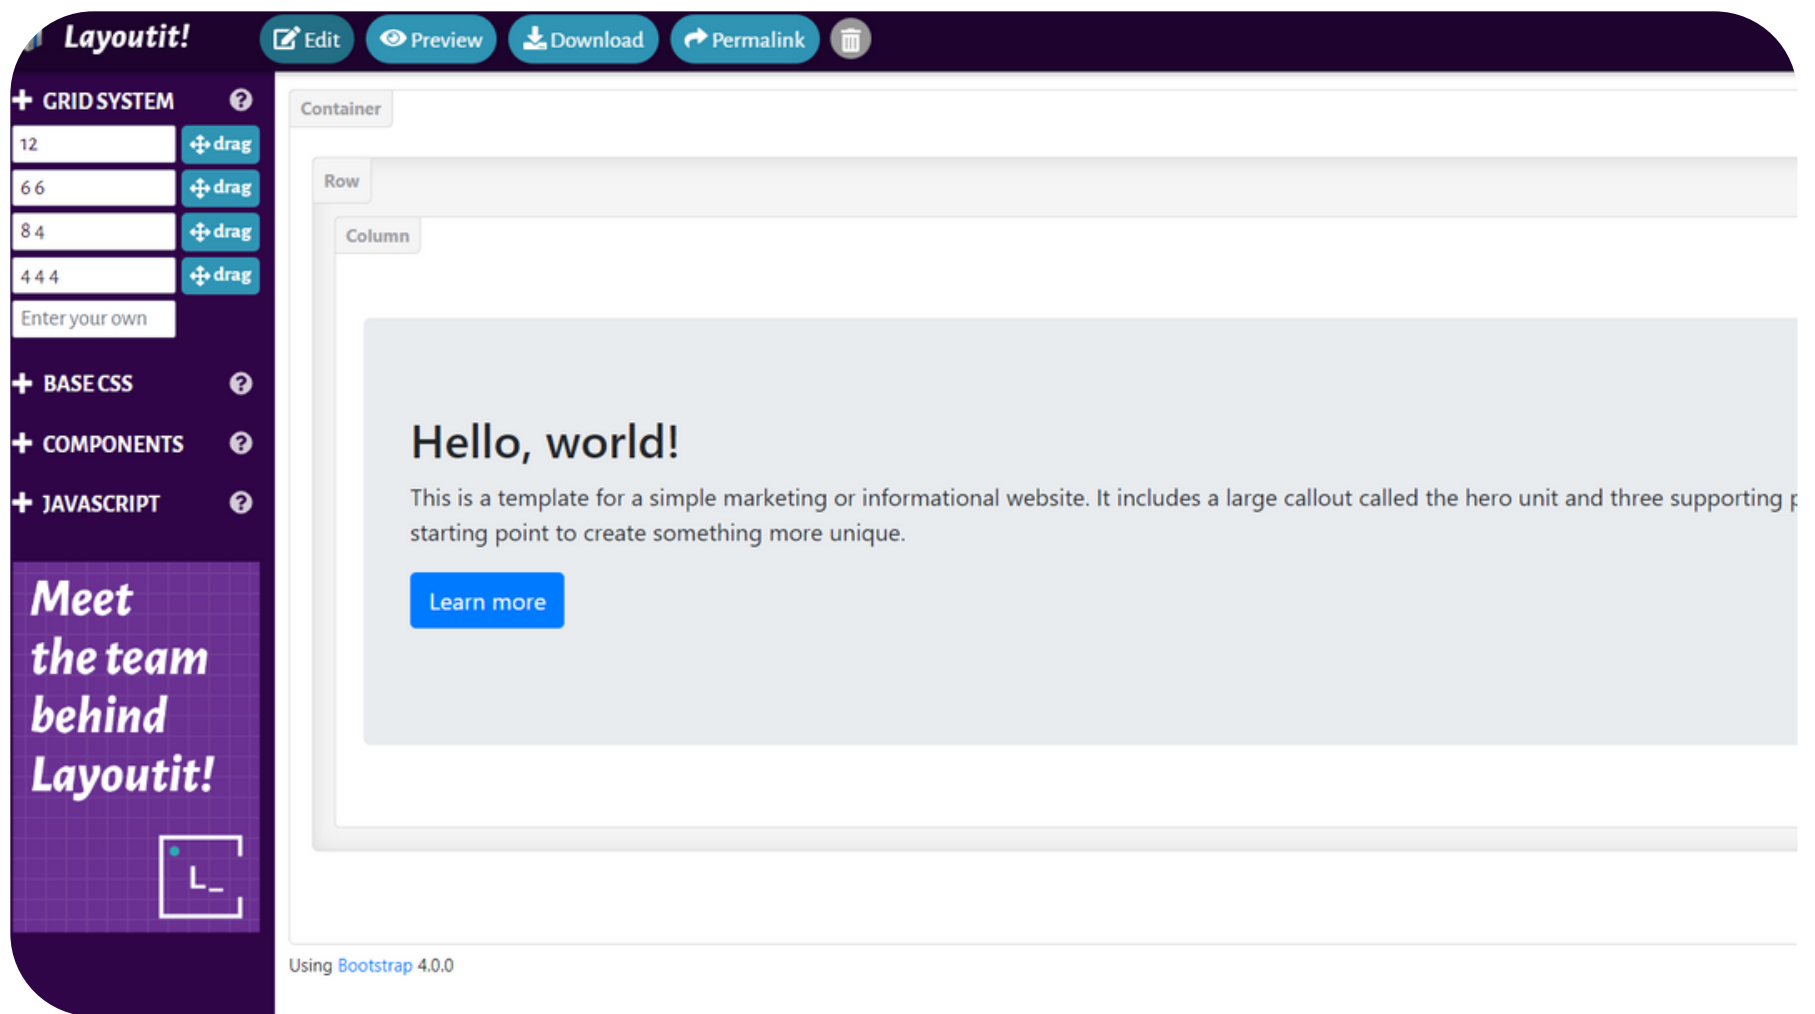 Layoutit!
Edit
Preview
Download
Permalink
GRID SYSTEM
12
drag
6 6
drag
8 4
drag
4 4 4
drag
Enter your own
BASE CSS
COMPONENTS
JAVASCRIPT
Meet
the team
behind
Layoutit!
L_
Container
Row
Column
Hello, world!
This is a template for a simple marketing or informational website. It includes a large callout called the hero unit and three supporting
starting point to create something more unique.
Learn more
Using Bootstrap 4.0.0